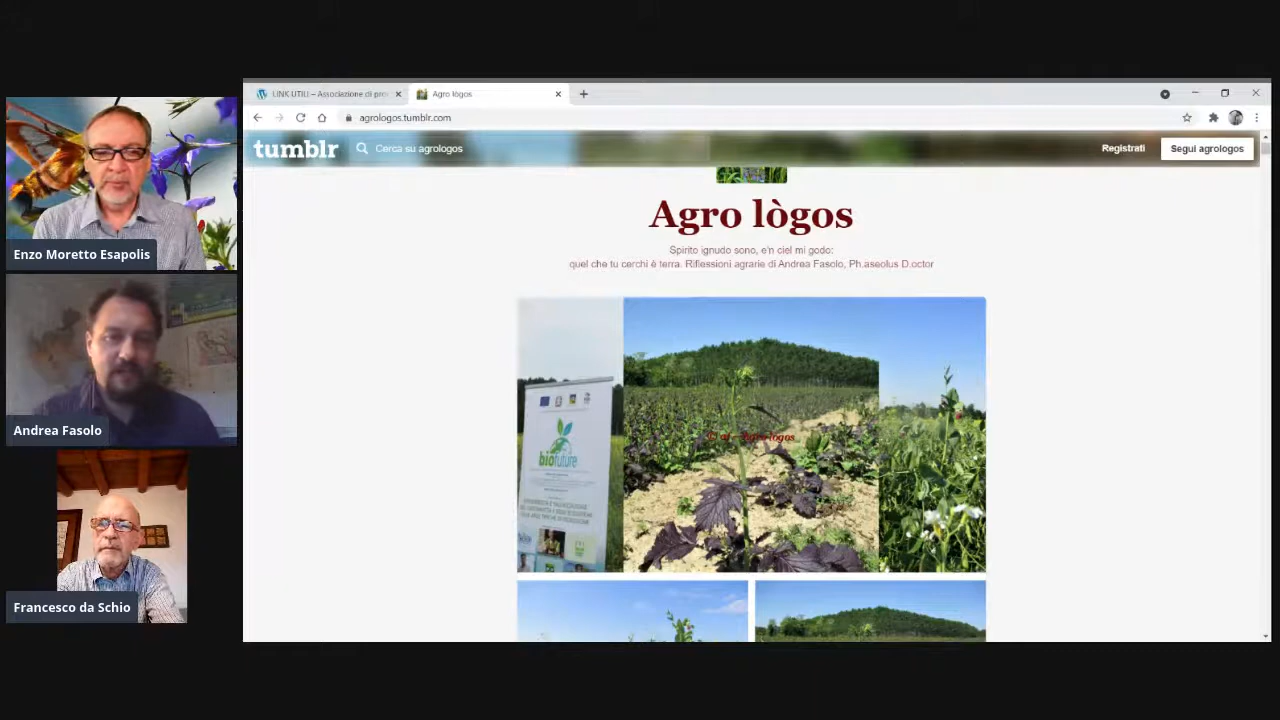 Enzo Moretto Esapolis
Andrea Fasolo
Francesco da Schio
LINK UTILI – Associazione di pro
Agro lògos
agrologos.tumblr.com
tumblr
Cerca su agrologos
Registrati
Segui agrologos
Agro lògos
Spirito ignudo sono, e'n ciel mi godo:
quel che tu cerchi è terra. Riflessioni agrarie di Andrea Fasolo, Ph.aseolus D.octor
biofuture
Agro lògos